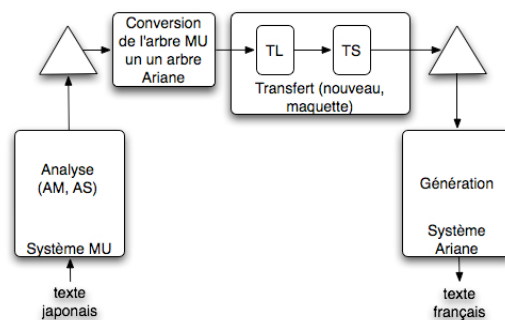 Conversion
de l'arbre MU
un un arbre
Ariane
TL
TS
Transfert (nouveau,
maquette)
Analyse
(AM, AS)
Système MU
texte
japonais
Génération
Système
Ariane
texte
français